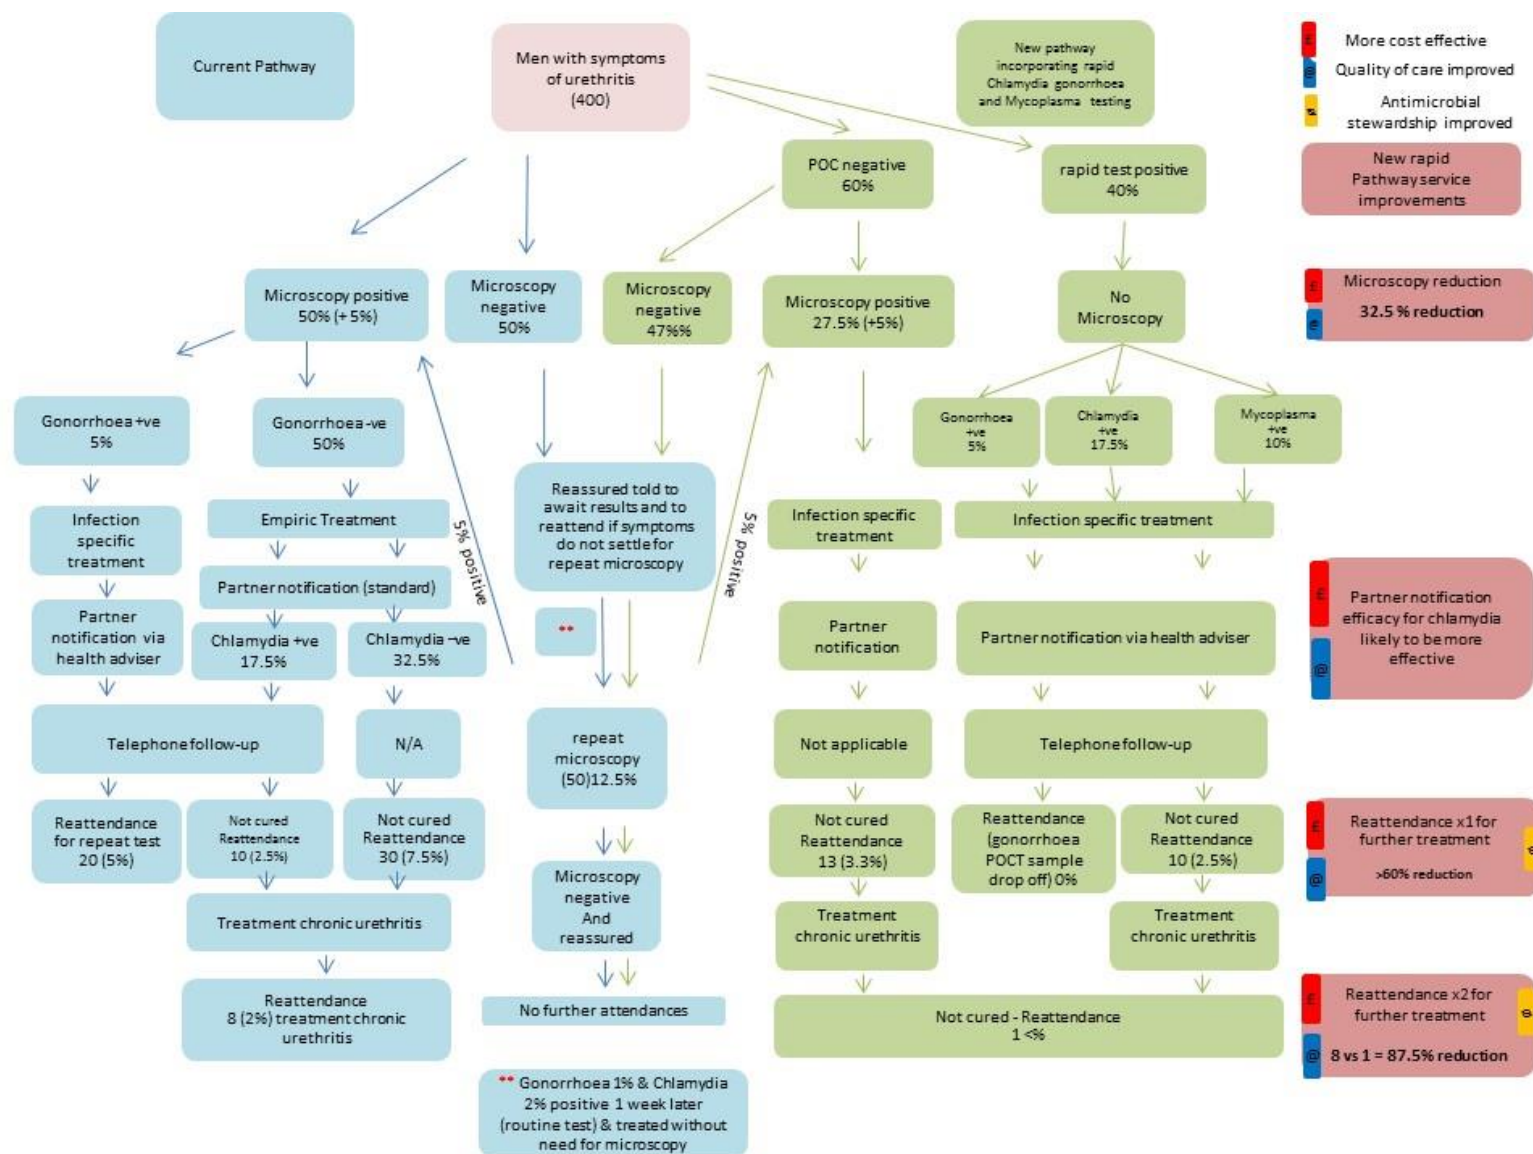 Current Pathway
Men with symptoms
of urethritis
(400)
New pathway
incorporating rapid
Chlamydia gonorrhoea
and Mycoplasma testing
£
More cost effective
@
Quality of care improved
Antimicrobial
stewardship improved
POC negative
60%
rapid test positive
40%
New rapid
Pathway service
improvements
Microscopy positive
50% (+ 5%)
Microscopy
negative
50%
Microscopy
negative
47%%
Microscopy positive
27.5% (+5%)
No
Microscopy
£
@
Microscopy reduction
32.5 % reduction
Gonorrhoea +ve
5%
Gonorrhoea -ve
50%
Gonorrhoea
+ve
5%
Chlamydia
+ve
17.5%
Mycoplasma
+ve
10%
Infection
specific
treatment
Empiric Treatment
5% positive
Reassured told to
await results and to
reattend if symptoms
do not settle for
repeat microscopy
5% positive
Infection specific
treatment
Infection specific treatment
Partner notification (standard)
Partner
notification via
health adviser
Chlamydia +ve
17.5%
Chlamydia –ve
32.5%
**
Partner
notification
Partner notification via health adviser
£
@
Partner notification
efficacy for chlamydia
likely to be more
effective
Telephone follow-up
N/A
repeat
microscopy
(50)12.5%
Not applicable
Telephone follow-up
Reattendance
for repeat test
20 (5%)
Not cured
Reattendance
10 (2.5%)
Not cured
Reattendance
30 (7.5%)
Microscopy
negative
And
reassured
Not cured
Reattendance
13 (3.3%)
Reattendance
(gonorrhoea
POCT sample
drop off) 0%
Not cured
Reattendance
10 (2.5%)
£
@
Reattendance x1 for
further treatment
>60% reduction
Treatment chronic urethritis
Treatment
chronic urethritis
Treatment
chronic urethritis
Reattendance
8 (2%) treatment chronic
urethritis
No further attendances
Not cured - Reattendance
1 <%
£
@
Reattendance x2 for
further treatment
8 vs 1 = 87.5% reduction
** Gonorrhoea 1% & Chlamydia
2% positive 1 week later
(routine test) & treated without
need for microscopy